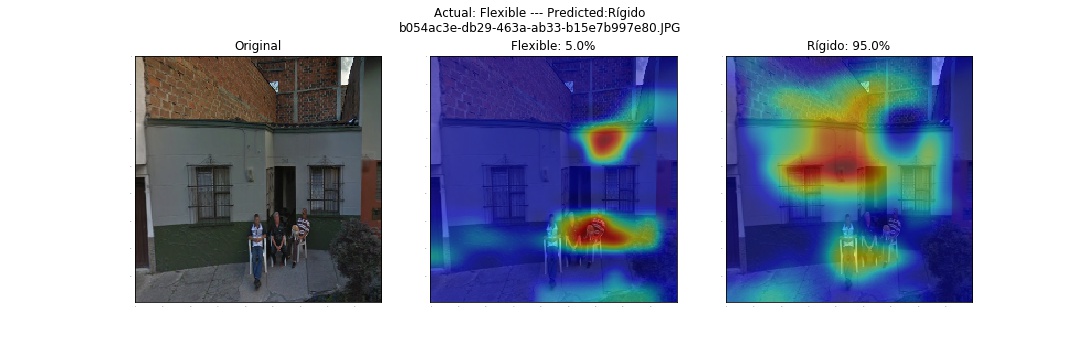 Actual: Flexible --- Predicted:Rígido
b054ac3e-db29-463a-ab33-b15e7b997e80.JPG
Original
Flexible: 5.0%
Rígido: 95.0%